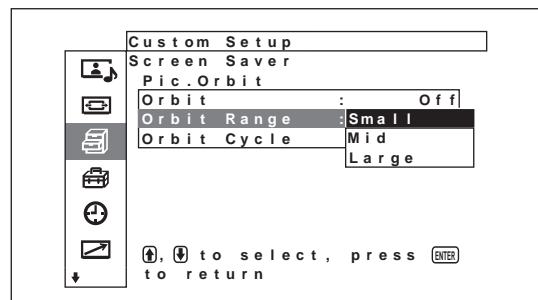 Custom Setup
Screen Saver
Pic.Orbit
Orbit : Off
Orbit Range : Small
Orbit Cycle Mid
Large
, to select, press ENTER
to return